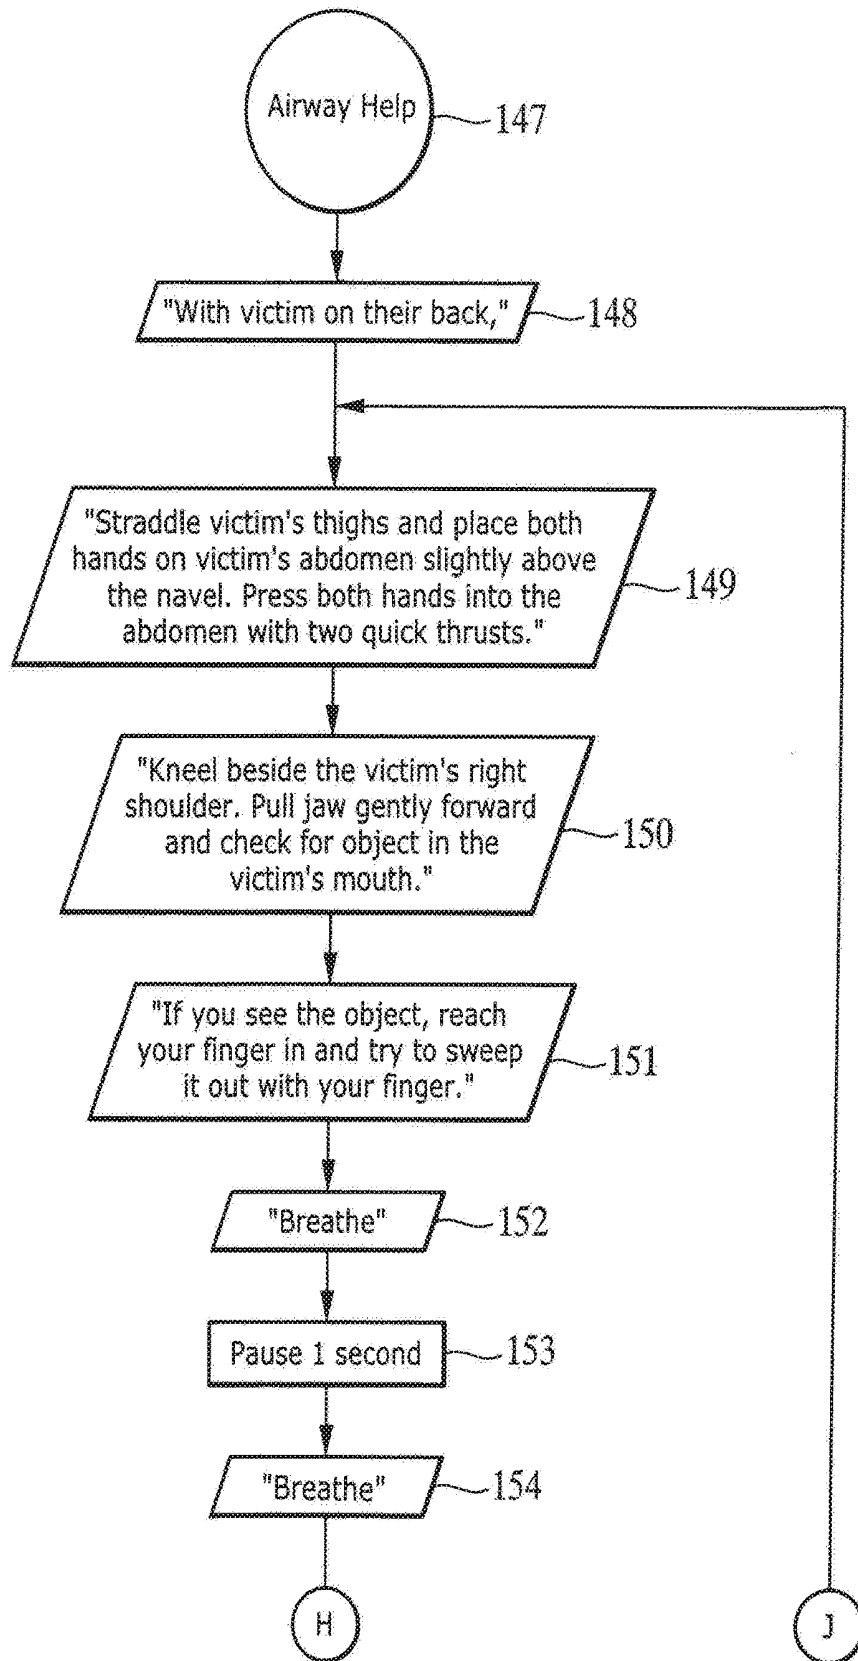 Airway Help
147
"With victim on their back,"
148
"Straddle victim's thighs and place both
hands on victim's abdomen slightly above
the navel. Press both hands into the
abdomen with two quick thrusts."
149
"Kneel beside the victim's right
shoulder. Pull jaw gently forward
and check for object in the
victim's mouth."
150
"If you see the object, reach
your finger in and try to sweep
it out with your finger."
151
"Breathe"
152
Pause 1 second
153
"Breathe"
154
H
J